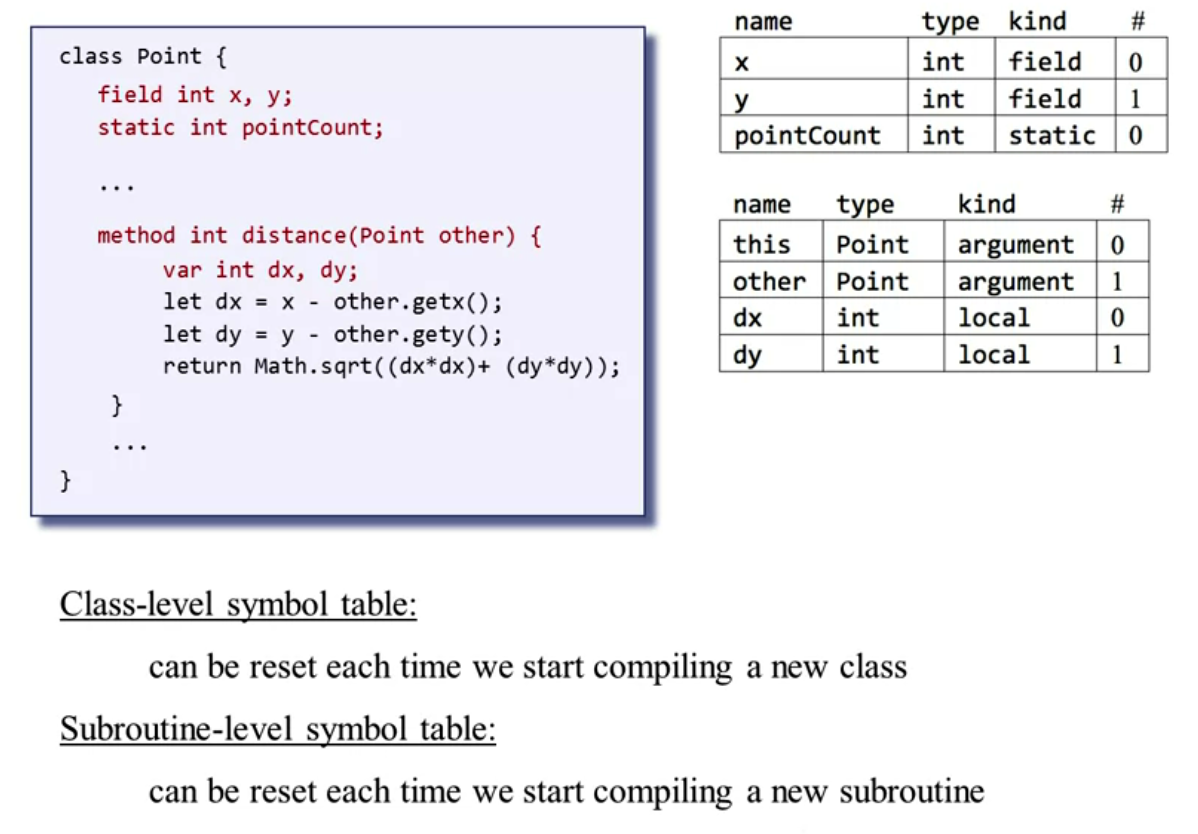 class Point {
field int x, y;
static int pointCount;
...
method int distance(Point other) {
var int dx, dy;
let dx = x - other.getx();
let dy = y - other.gety();
return Math.sqrt((dx*dx)+ (dy*dy));
}
...
}
name type kind #
x int field 0
y int field 1
pointCount int static 0
name type kind #
this Point argument 0
other Point argument 1
dx int local 0
dy int local 1
Class-level symbol table:
can be reset each time we start compiling a new class
Subroutine-level symbol table:
can be reset each time we start compiling a new subroutine